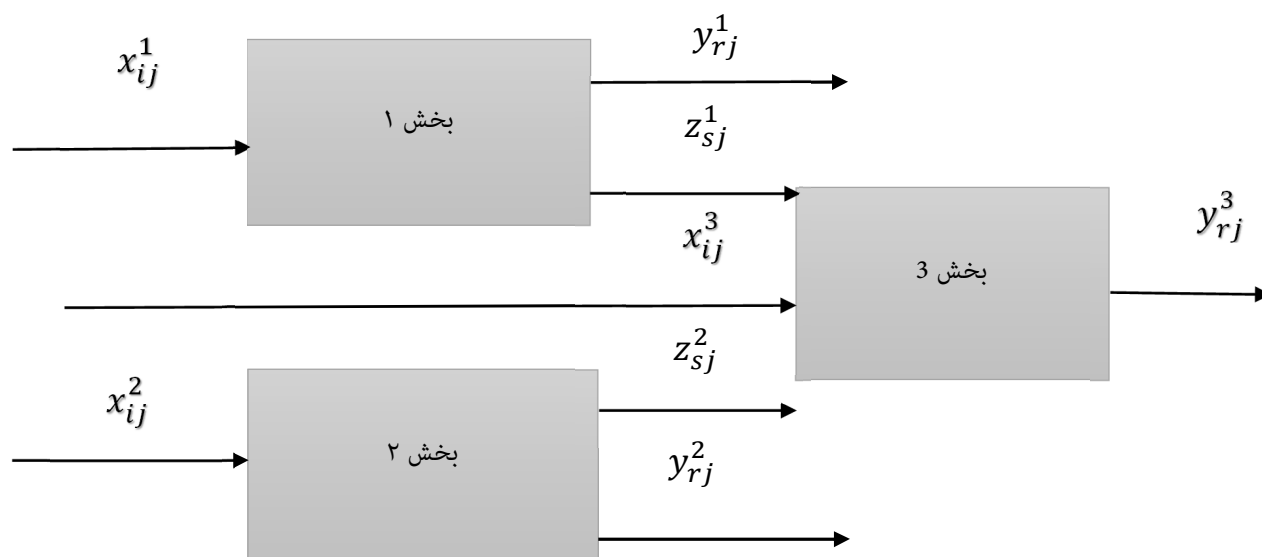 x_{ij}^{1}
بخش ۱
y_{rj}^{1}
z_{sj}^{1}
x_{ij}^{3}
بخش 3
y_{rj}^{3}
z_{sj}^{2}
x_{ij}^{2}
بخش ۲
y_{rj}^{2}